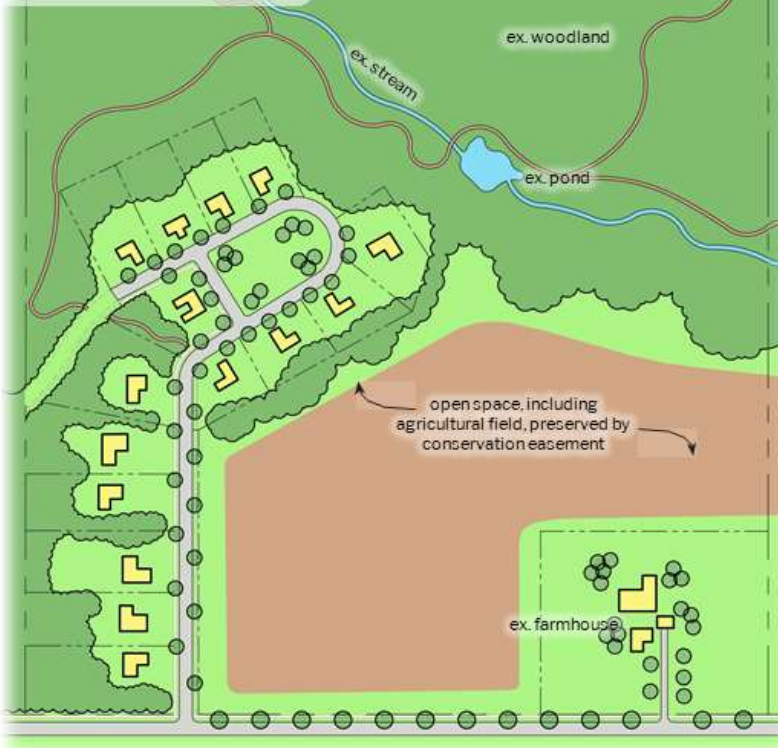 ex. woodland
ex. stream
ex. pond
open space, including
agricultural field, preserved by
conservation easement
ex. farmhouse